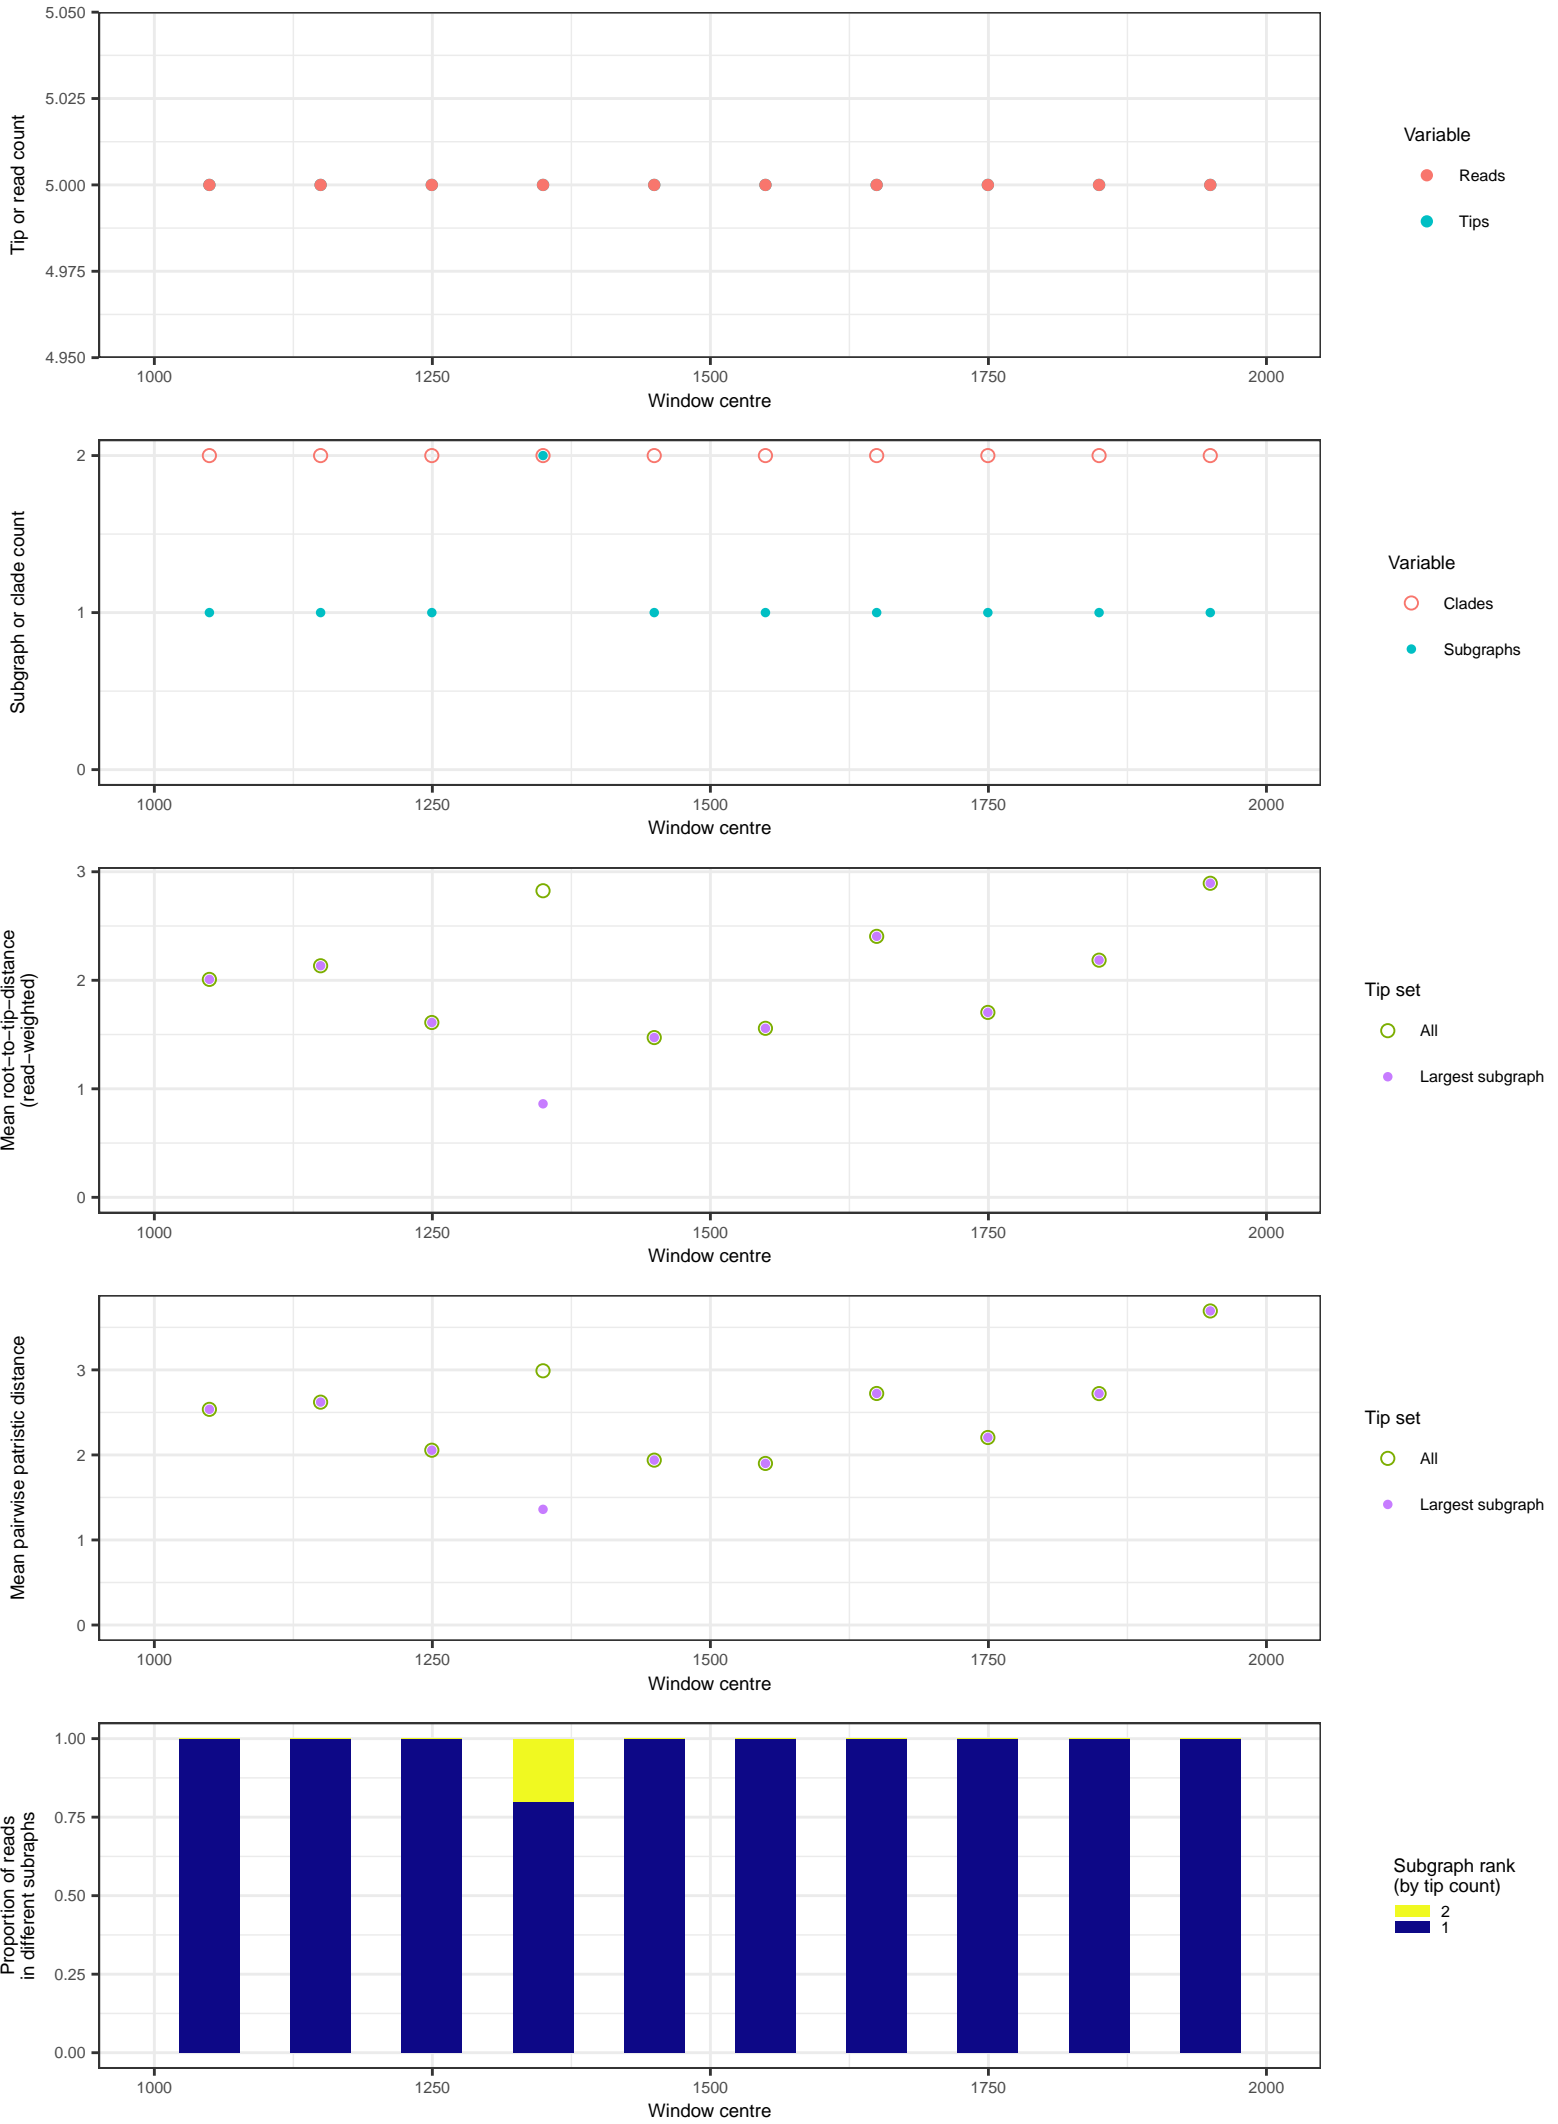 5.050
5.025
5.000
4.975
4.950
Tip or read count
1000 1250 1500 1750 2000
Window centre
Variable
Reads
Tips
2
1
0
Subgraph or clade count
1000 1250 1500 1750 2000
Window centre
Variable
Clades
Subgraphs
3
2
1
0
Mean root−to−tip−distance
(read−weighted)
1000 1250 1500 1750 2000
Window centre
Tip set
All
Largest subgraph
3
2
1
0
Mean pairwise patristic distance
1000 1250 1500 1750 2000
Window centre
Tip set
All
Largest subgraph
1.00
0.75
0.50
0.25
0.00
Proportion of reads
in different subraphs
1000 1250 1500 1750 2000
Window centre
Subgraph rank
(by tip count)
2
1